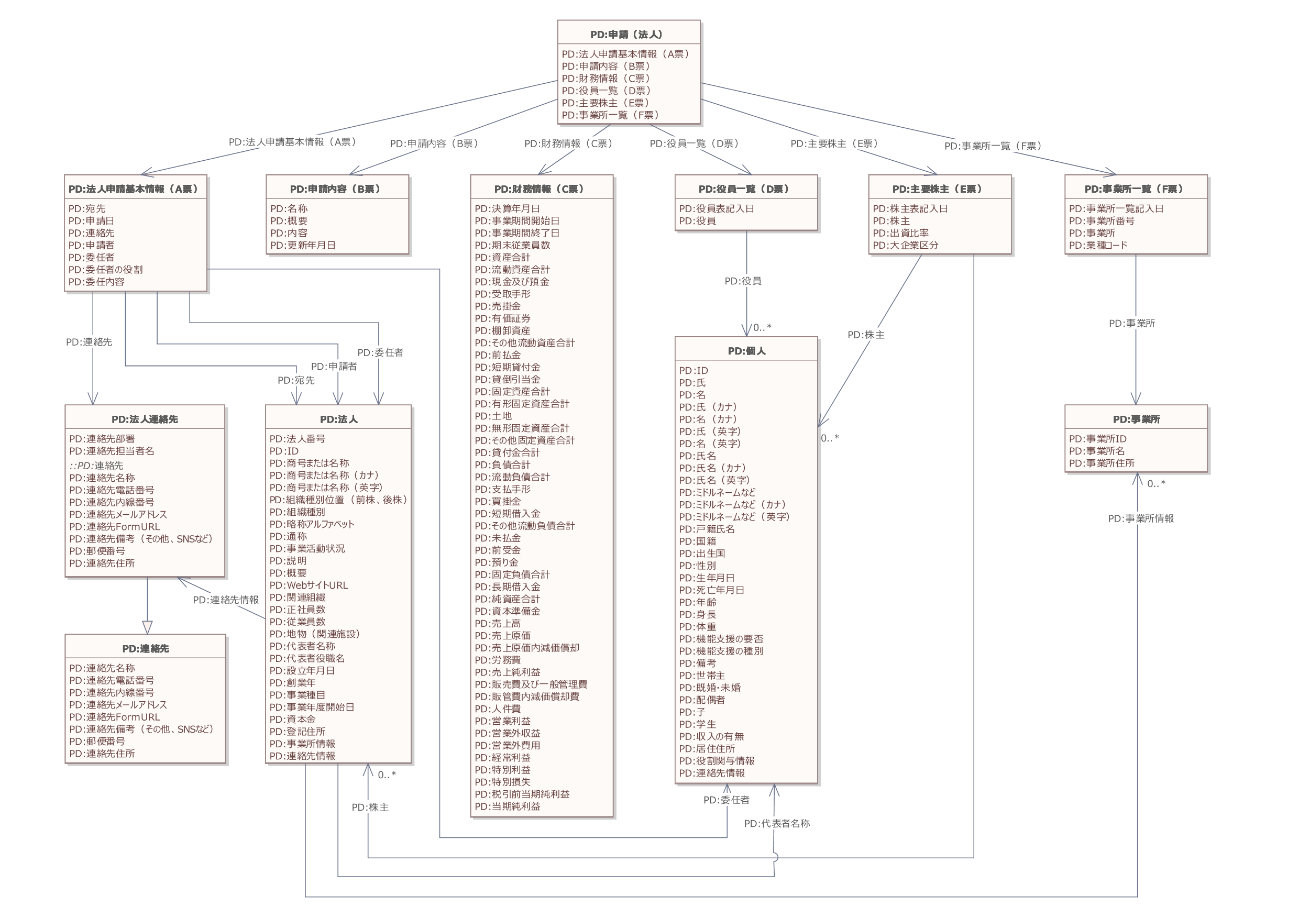 PD:申請（法人）
PD:法人申請基本情報（A票）
PD:申請内容（B票）
PD:財務情報（C票）
PD:役員一覧（D票）
PD:主要株主（E票）
PD:事業所一覧（F票）
PD:法人申請基本情報（A票）
PD:申請内容（B票）
PD:財務情報（C票）
PD:役員一覧（D票）
PD:主要株主（E票）
PD:事業所一覧（F票）
PD:法人申請基本情報（A票）
PD:宛先
PD:申請日
PD:連絡先
PD:申請者
PD:委任者
PD:委任者の役割
PD:委任内容
PD:申請内容（B票）
PD:名称
PD:概要
PD:内容
PD:更新年月日
PD:財務情報（C票）
PD:決算年月日
PD:事業期間開始日
PD:事業期間終了日
PD:期末従業員数
PD:資産合計
PD:流動資産合計
PD:現金及び預金
PD:受取手形
PD:売掛金
PD:有価証券
PD:棚卸資産
PD:その他流動資産合計
PD:前払金
PD:短期貸付金
PD:貸倒引当金
PD:固定資産合計
PD:有形固定資産合計
PD:土地
PD:無形固定資産合計
PD:その他固定資産合計
PD:貸付金合計
PD:負債合計
PD:流動負債合計
PD:支払手形
PD:買掛金
PD:短期借入金
PD:その他流動負債合計
PD:未払金
PD:前受金
PD:預り金
PD:固定負債合計
PD:長期借入金
PD:純資産合計
PD:資本準備金
PD:売上高
PD:売上原価
PD:売上原価内減価償却
PD:労務費
PD:売上純利益
PD:販売費及び一般管理費
PD:販管費内減価償却費
PD:人件費
PD:営業利益
PD:営業外収益
PD:営業外費用
PD:経常利益
PD:特別利益
PD:特別損失
PD:税引前当期純利益
PD:当期純利益
PD:役員一覧（D票）
PD:役員表記入日
PD:役員
PD:主要株主（E票）
PD:株主表記入日
PD:株主
PD:出資比率
PD:大企業区分
PD:事業所一覧（F票）
PD:事業所一覧記入日
PD:事業所番号
PD:事業所
PD:業種コード
PD:連絡先
PD:宛先
PD:申請者
PD:委任者
PD:役員
0..*
PD:株主
0..*
PD:事業所
PD:法人連絡先
PD:連絡先部署
PD:連絡先担当者名
::PD:連絡先
PD:連絡先名称
PD:連絡先電話番号
PD:連絡先内線番号
PD:連絡先メールアドレス
PD:連絡先FormURL
PD:連絡先備考（その他、SNSなど）
PD:郵便番号
PD:連絡先住所
PD:連絡先情報
PD:連絡先
PD:連絡先名称
PD:連絡先電話番号
PD:連絡先内線番号
PD:連絡先メールアドレス
PD:連絡先FormURL
PD:連絡先備考（その他、SNSなど）
PD:郵便番号
PD:連絡先住所
PD:法人
PD:法人番号
PD:ID
PD:商号または名称
PD:商号または名称（カナ）
PD:商号または名称（英字）
PD:組織種別位置（前株、後株）
PD:組織種別
PD:略称アルファベット
PD:通称
PD:事業活動状況
PD:説明
PD:概要
PD:WebサイトURL
PD:関連組織
PD:正社員数
PD:従業員数
PD:地物（関連施設）
PD:代表者名称
PD:代表者役職名
PD:設立年月日
PD:創業年
PD:事業種目
PD:事業年度開始日
PD:資本金
PD:登記住所
PD:事業所情報
PD:連絡先情報
PD:個人
PD:ID
PD:氏
PD:名
PD:氏（カナ）
PD:名（カナ）
PD:氏（英字）
PD:名（英字）
PD:氏名
PD:氏名（カナ）
PD:氏名（英字）
PD:ミドルネームなど
PD:ミドルネームなど（カナ）
PD:ミドルネームなど（英字）
PD:戸籍氏名
PD:国籍
PD:出生国
PD:性別
PD:生年月日
PD:死亡年月日
PD:年齢
PD:身長
PD:体重
PD:機能支援の要否
PD:機能支援の種別
PD:備考
PD:世帯主
PD:既婚・未婚
PD:配偶者
PD:子
PD:学生
PD:収入の有無
PD:居住住所
PD:役割関与情報
PD:連絡先情報
PD:事業所
PD:事業所ID
PD:事業所名
PD:事業所住所
0..*
PD:事業所情報
0..*
PD:株主
PD:委任者
PD:代表者名称